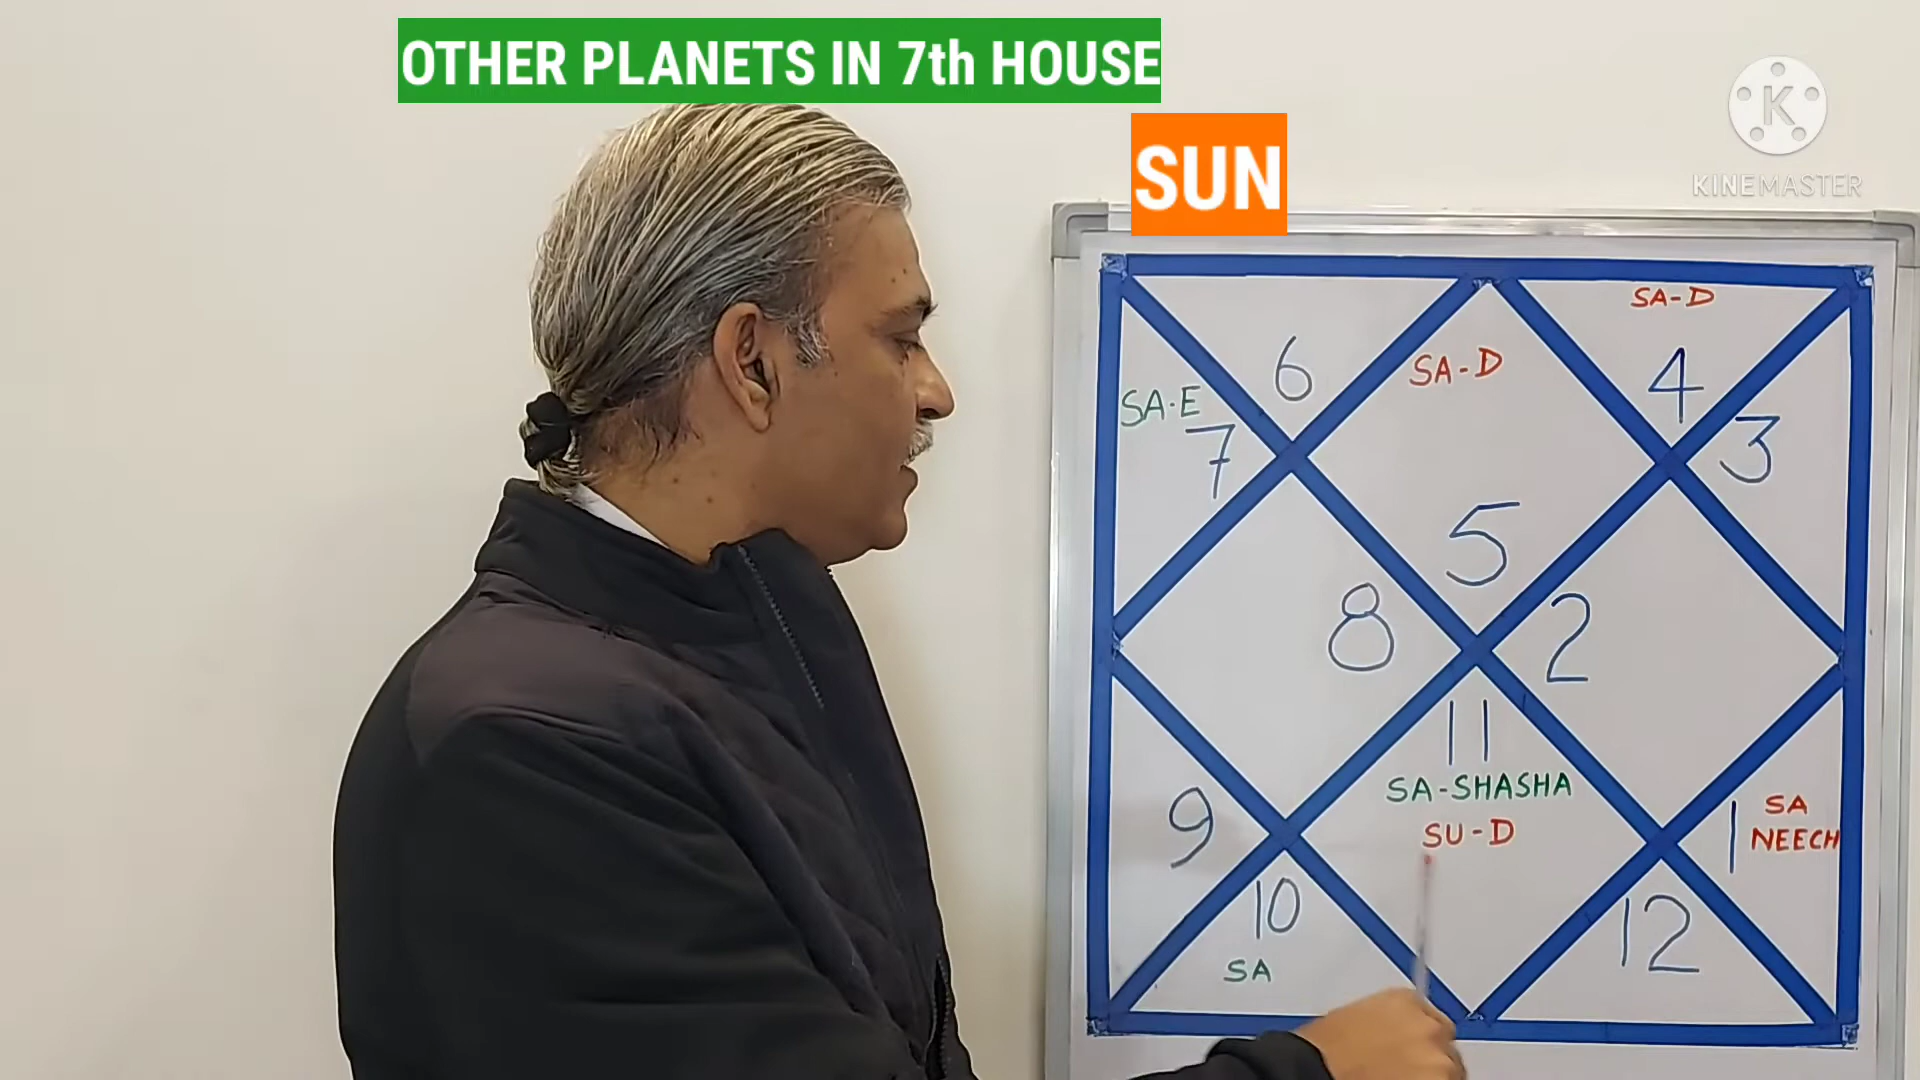 OTHER PLANETS IN 7th HOUSE
SUN
K
KINEMASTER
SA-D
6
SA-D
4
SA-E
7
3
5
8
2
11
SA-SHASHA
SU-D
9
1
SA
NEECH
10
12
SA